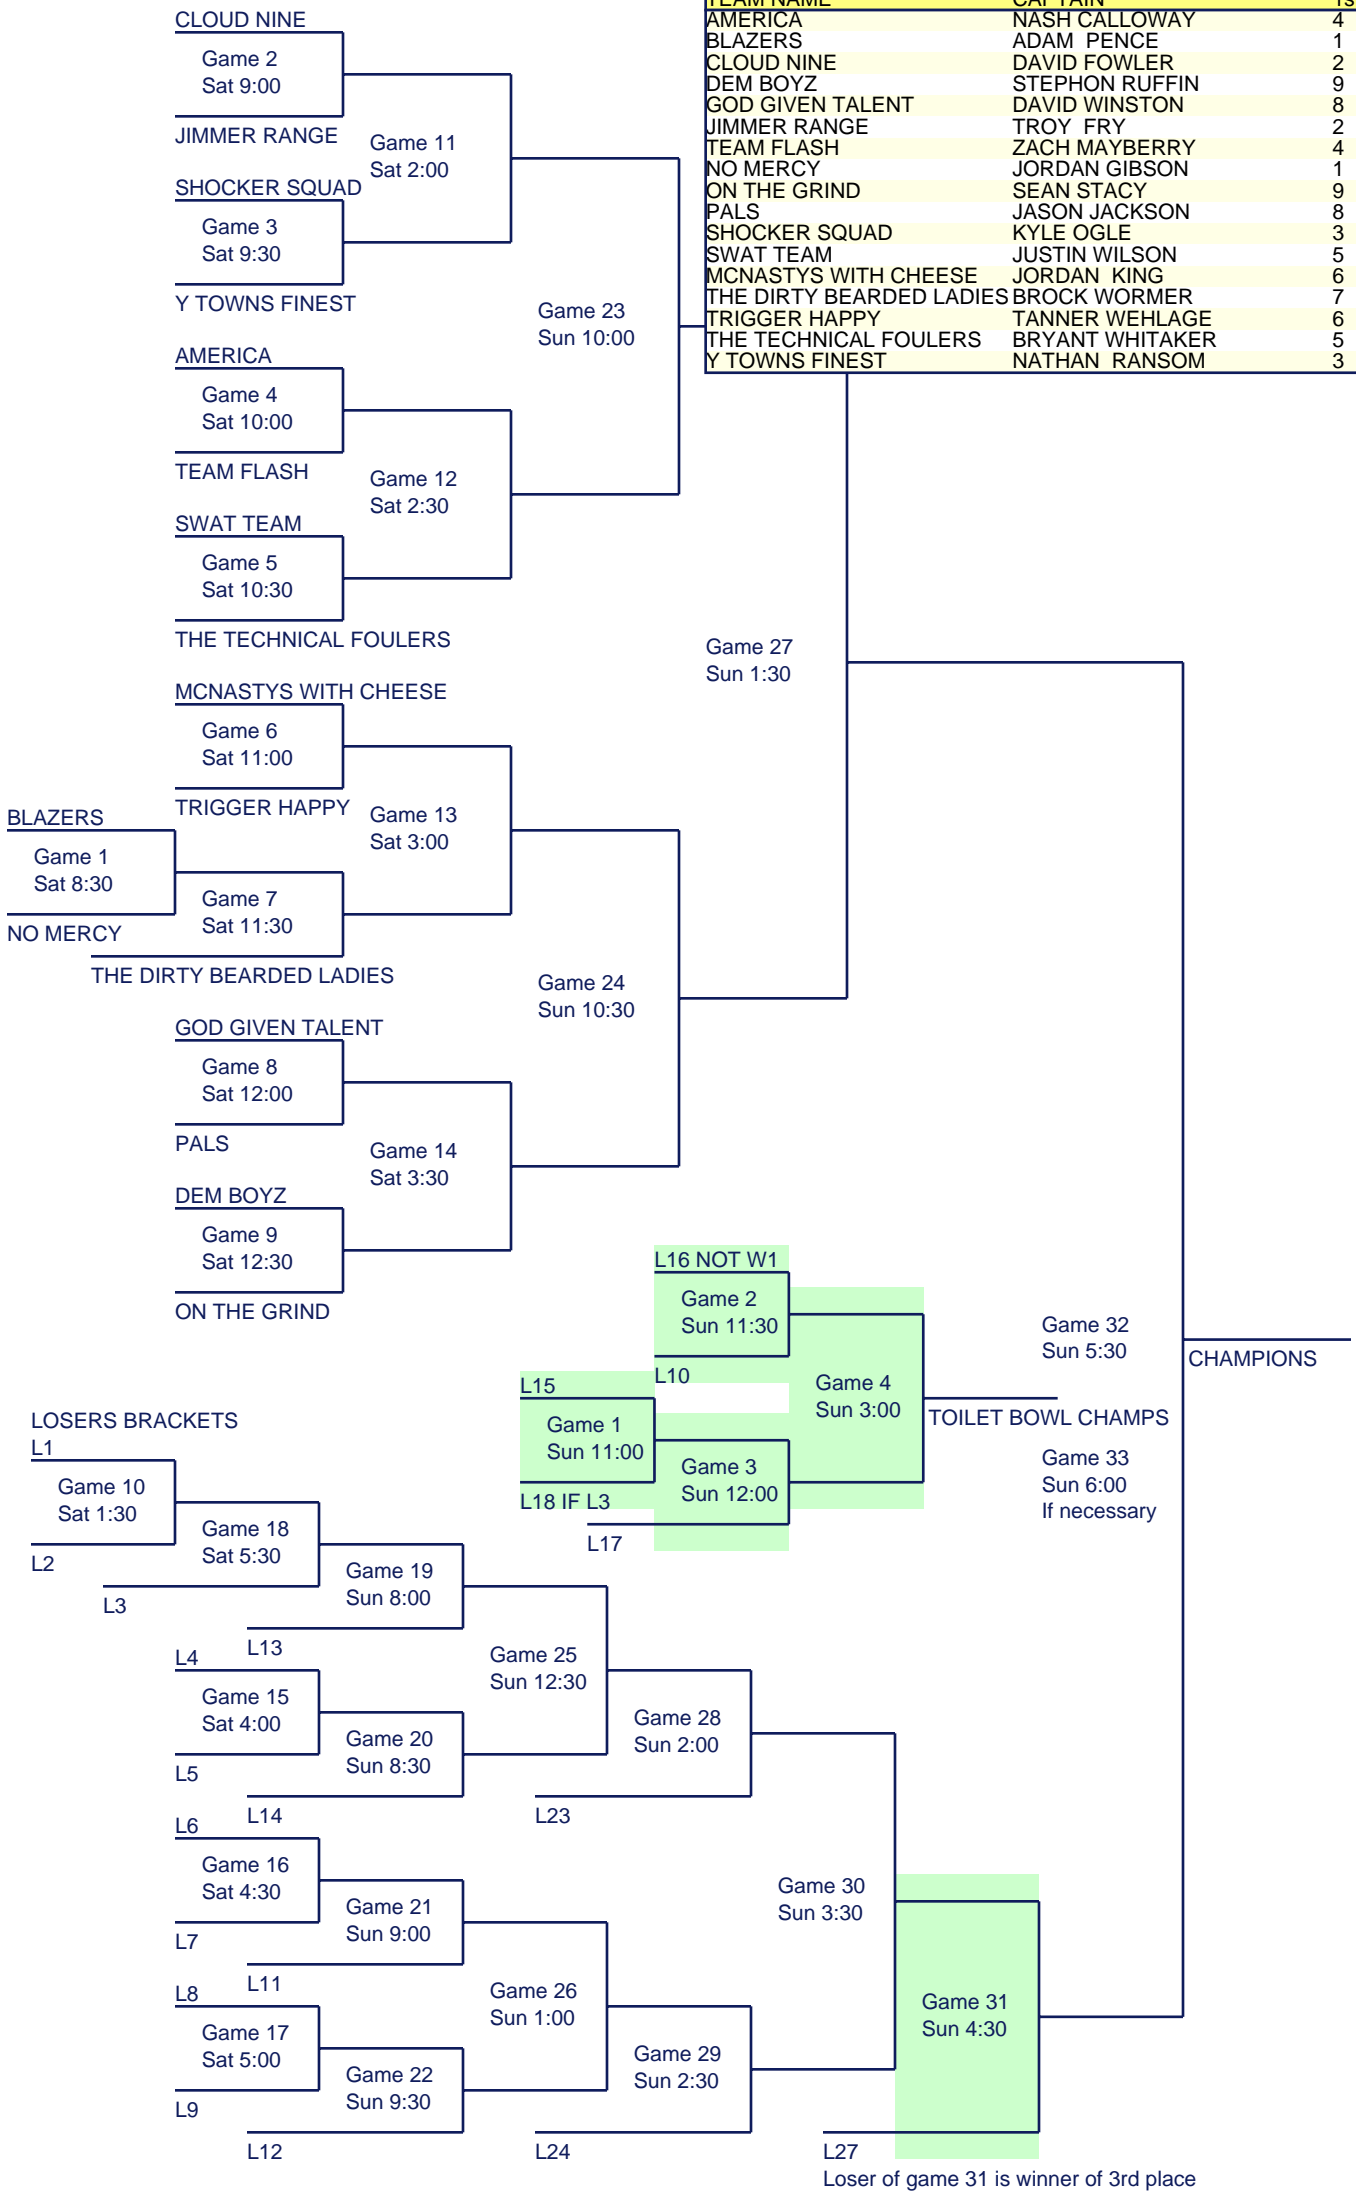 TEAM NAME CAPTAIN 1s
AMERICA NASH CALLOWAY 4
BLAZERS ADAM PENCE 1
CLOUD NINE DAVID FOWLER 2
DEM BOYZ STEPHON RUFFIN 9
GOD GIVEN TALENT DAVID WINSTON 8
JIMMER RANGE TROY FRY 2
TEAM FLASH ZACH MAYBERRY 4
NO MERCY JORDAN GIBSON 1
ON THE GRIND SEAN STACY 9
PALS JASON JACKSON 8
SHOCKER SQUAD KYLE OGLE 3
SWAT TEAM JUSTIN WILSON 5
MCNASTYS WITH CHEESE JORDAN KING 6
THE DIRTY BEARDED LADIES BROCK WORMER 7
TRIGGER HAPPY TANNER WEHLAGE 6
THE TECHNICAL FOULERS BRYANT WHITAKER 5
Y TOWNS FINEST NATHAN RANSOM 3
CLOUD NINE
Game 2
Sat 9:00
JIMMER RANGE
Game 11
Sat 2:00
SHOCKER SQUAD
Game 3
Sat 9:30
Y TOWNS FINEST
Game 23
Sun 10:00
AMERICA
Game 4
Sat 10:00
TEAM FLASH
Game 12
Sat 2:30
SWAT TEAM
Game 5
Sat 10:30
THE TECHNICAL FOULERS
Game 27
Sun 1:30
MCNASTYS WITH CHEESE
Game 6
Sat 11:00
TRIGGER HAPPY
Game 13
Sat 3:00
BLAZERS
Game 1
Sat 8:30
NO MERCY
Game 7
Sat 11:30
THE DIRTY BEARDED LADIES
Game 24
Sun 10:30
GOD GIVEN TALENT
Game 8
Sat 12:00
PALS
Game 14
Sat 3:30
DEM BOYZ
Game 9
Sat 12:30
ON THE GRIND
L16 NOT W1
Game 2
Sun 11:30
L10
Game 32
Sun 5:30
CHAMPIONS
L15
Game 1
Sun 11:00
L18 IF L3
Game 4
Sun 3:00
TOILET BOWL CHAMPS
Game 3
Sun 12:00
L17
Game 33
Sun 6:00
If necessary
LOSERS BRACKETS
L1
Game 10
Sat 1:30
L2
Game 18
Sat 5:30
L3
Game 19
Sun 8:00
L13
Game 25
Sun 12:30
L4
Game 15
Sat 4:00
L5
Game 20
Sun 8:30
L14
Game 28
Sun 2:00
L23
L6
Game 16
Sat 4:30
L7
Game 21
Sun 9:00
L11
Game 30
Sun 3:30
L8
Game 17
Sat 5:00
L9
Game 22
Sun 9:30
L12
Game 26
Sun 1:00
Game 29
Sun 2:30
L24
Game 31
Sun 4:30
L27
Loser of game 31 is winner of 3rd place